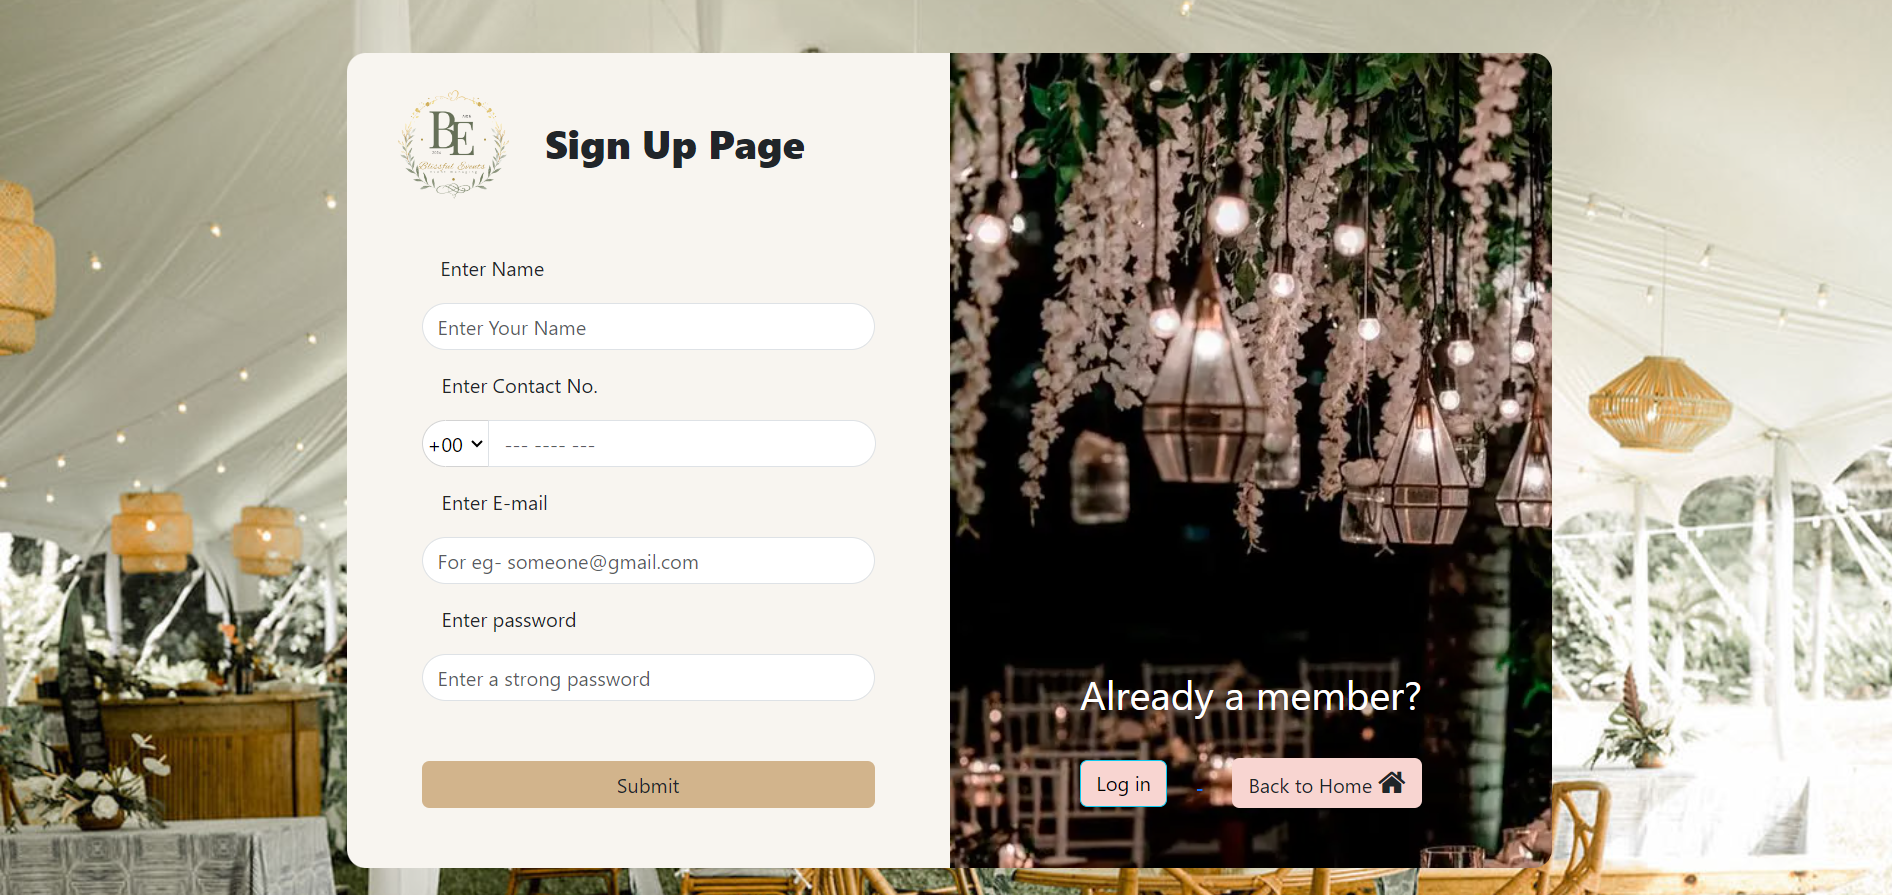 BE
Blissful Events
Sign Up Page
Enter Name
Enter Your Name
Enter Contact No.
+00 --- ---- ---
Enter E-mail
For eg- someone@gmail.com
Enter password
Enter a strong password
Submit
Already a member?
Log in
Back to Home